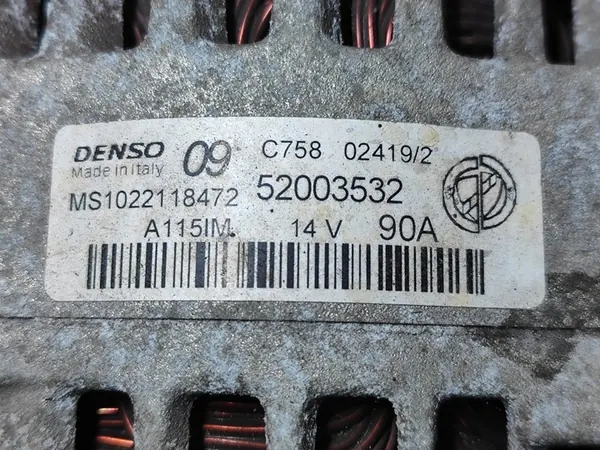 DENSO 09 C758 02419/2
Made in Italy
MS1022118472 52003532
A115IM 14 V 90A